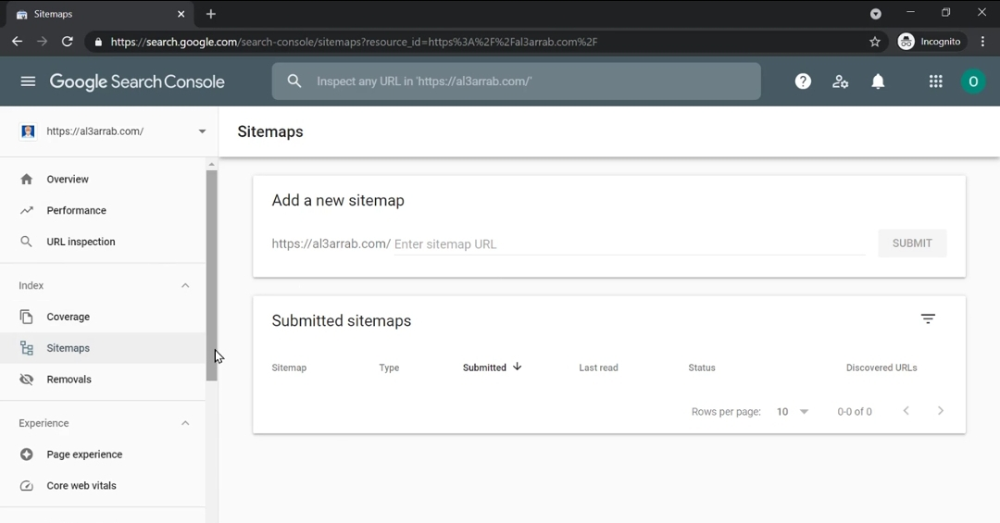 Sitemaps
https://search.google.com/search-console/sitemaps?resource_id=https%3A%2F%2Fal3arrab.com%2F
Incognito
Google Search Console
Inspect any URL in 'https://al3arrab.com/'
O
https://al3arrab.com/
Sitemaps
Overview
Performance
URL inspection
Index
Coverage
Sitemaps
Removals
Experience
Page experience
Core web vitals
Add a new sitemap
https://al3arrab.com/ Enter sitemap URL
SUBMIT
Submitted sitemaps
Sitemap Type Submitted Last read Status Discovered URLs
Rows per page: 10 0-0 of 0